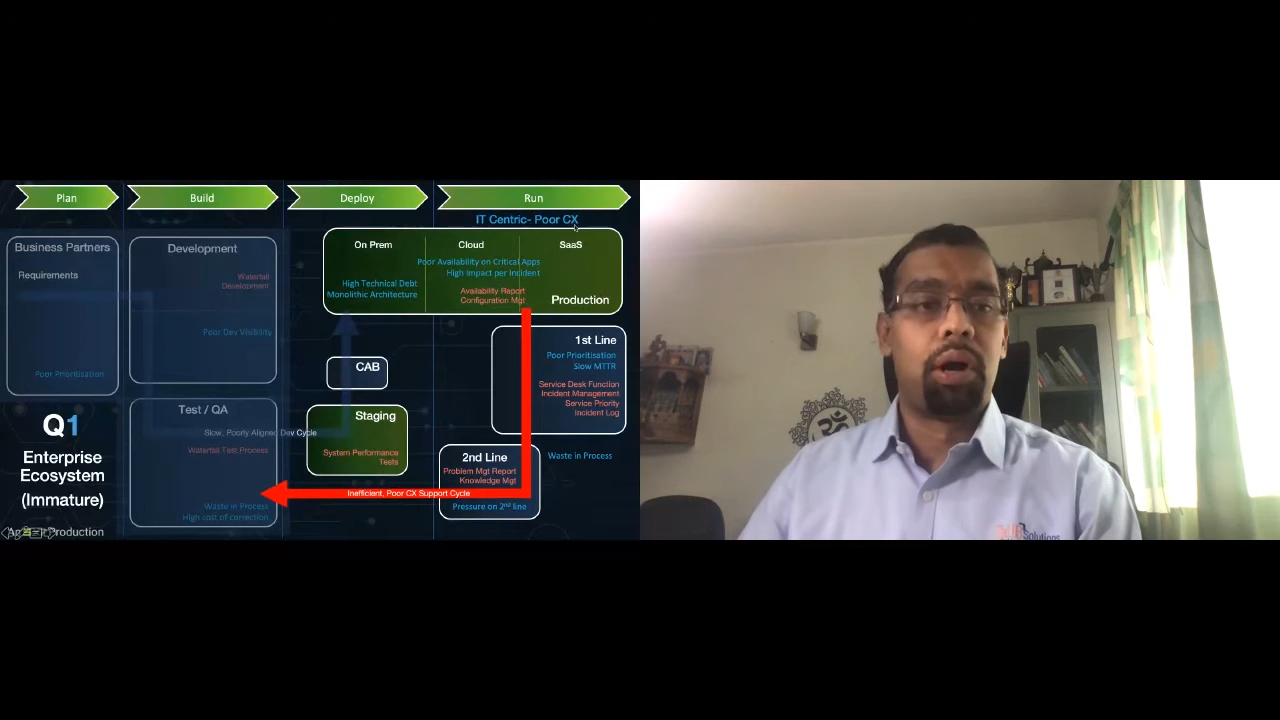 Plan
Build
Deploy
Run
IT Centric- Poor CX
Business Partners
Requirements
Poor Prioritisation
Development
Waterfall
Development
Poor Dev Visibility
On Prem
Cloud
SaaS
Poor Availability on Critical Apps
High Impact per Incident
High Technical Debt
Monolithic Architecture
Availability Report
Configuration Mgt
Production
1st Line
Poor Prioritisation
Slow MTTR
Service Desk Function
Incident Management
Service Priority
Incident Log
CAB
Staging
System Performance
Tests
Test / QA
Slow, Poorly Aligned Dev Cycle
Waterfall Test Process
Waste in Process
High cost of correction
Q1
Enterprise
Ecosystem
(Immature)
2nd Line
Problem Mgt Report
Knowledge Mgt
Waste in Process
Inefficient, Poor CX Support Cycle
Pressure on 2nd line
Production
Solutions